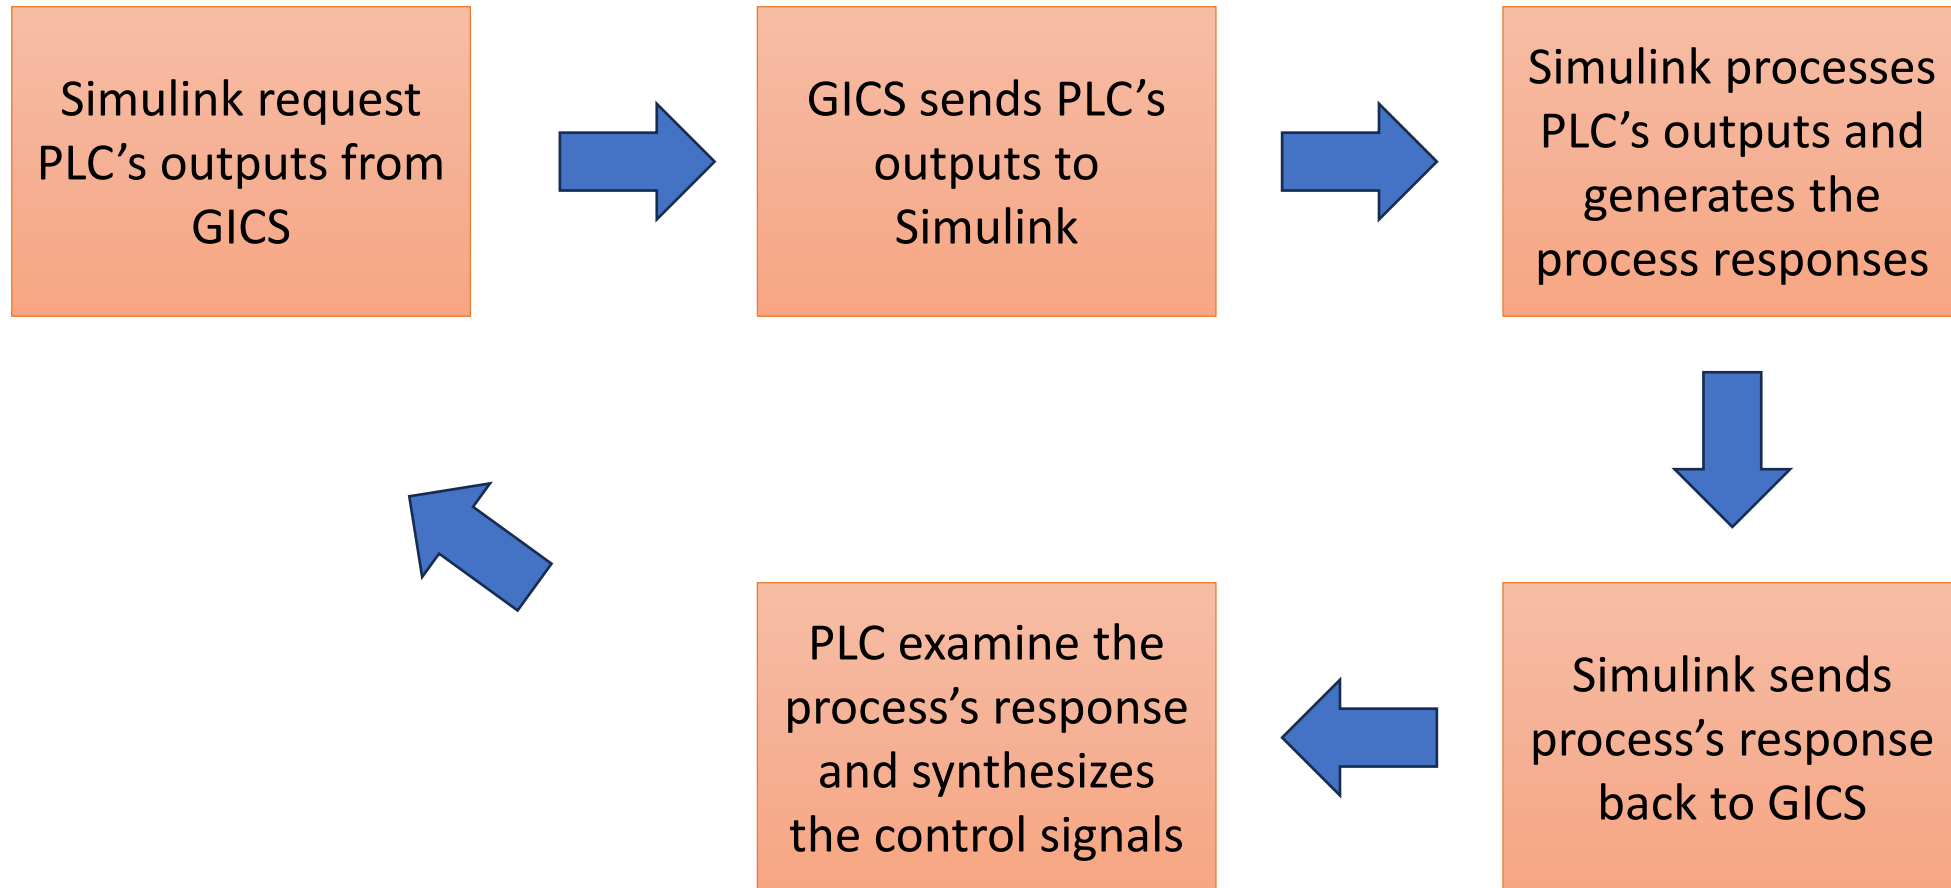 Simulink request
PLC’s outputs from
GICS
GICS sends PLC’s
outputs to
Simulink
Simulink processes
PLC’s outputs and
generates the
process responses
Simulink sends
process’s response
back to GICS
PLC examine the
process’s response
and synthesizes
the control signals